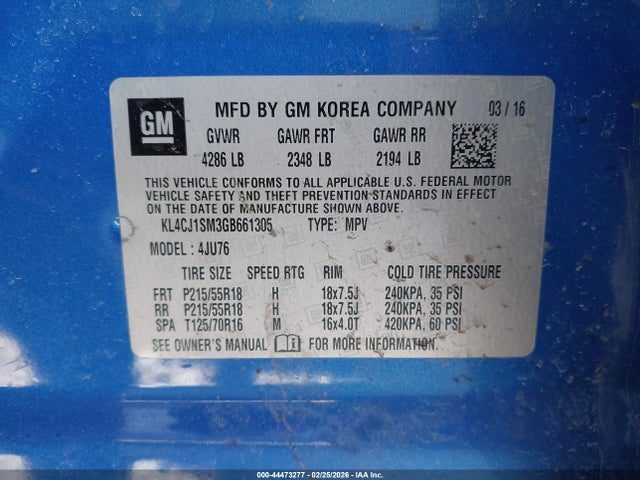 GM
MFD BY GM KOREA COMPANY 03 / 16
GVWR GAWR FRT GAWR RR
4286 LB 2348 LB 2194 LB
THIS VEHICLE CONFORMS TO ALL APPLICABLE U.S. FEDERAL MOTOR
VEHICLE SAFETY AND THEFT PREVENTION STANDARDS IN EFFECT
ON THE DATE OF MANUFACTURE SHOWN ABOVE.
KL4CJ1SM3GB661305 TYPE: MPV
MODEL : 4JU76
TIRE SIZE SPEED RTG RIM COLD TIRE PRESSURE
FRT P215/55R18 H 18x7.5J 240KPA, 35 PSI
RR P215/55R18 H 18x7.5J 240KPA, 35 PSI
SPA T125/70R16 M 16x4.0T 420KPA, 60 PSI
SEE OWNER'S MANUAL FOR MORE INFORMATION.
000-44473277 - 02/25/2026 - IAA Inc.